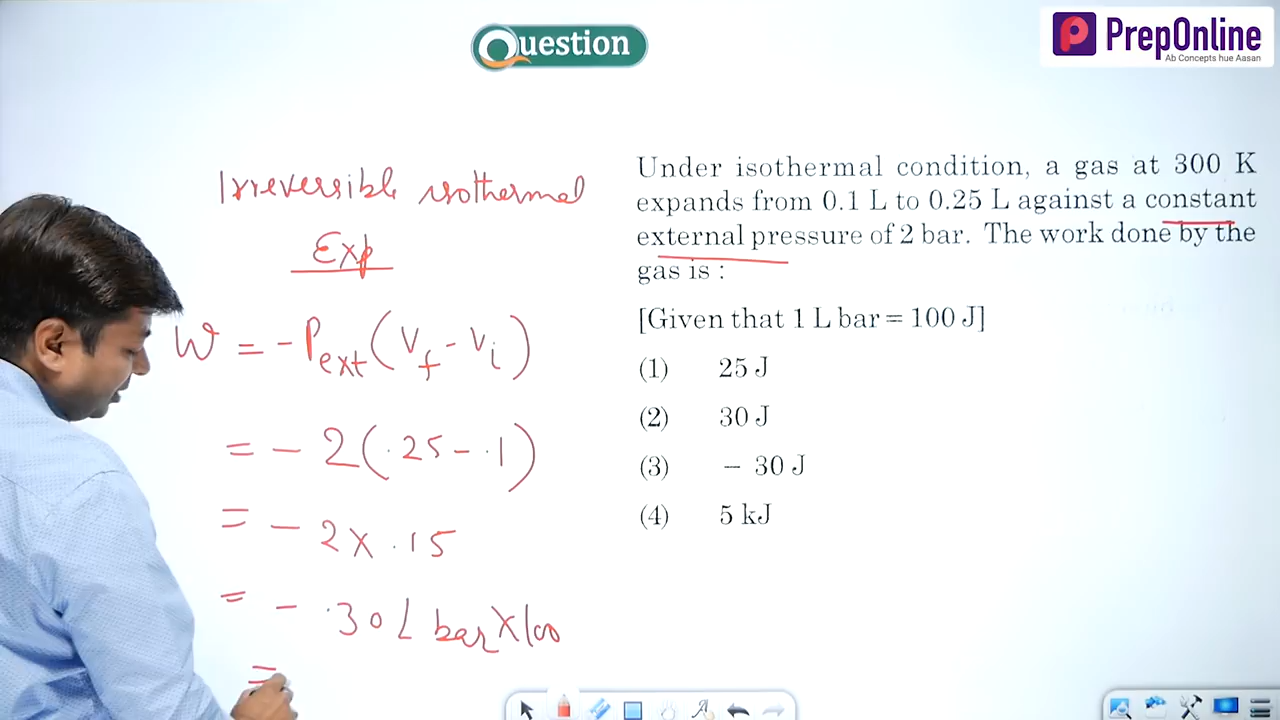 Question
PrepOnline
Ab Concepts hue Aasan
Irreversible isothermal
Exp
W = -Pext (Vf - Vi)
= - 2 (.25 - .1)
= - 2 X .15
= - .30 L bar X 100
=
Under isothermal condition, a gas at 300 K
expands from 0.1 L to 0.25 L against a constant
external pressure of 2 bar. The work done by the
gas is :
[Given that 1 L bar = 100 J]
(1) 25 J
(2) 30 J
(3) – 30 J
(4) 5 kJ